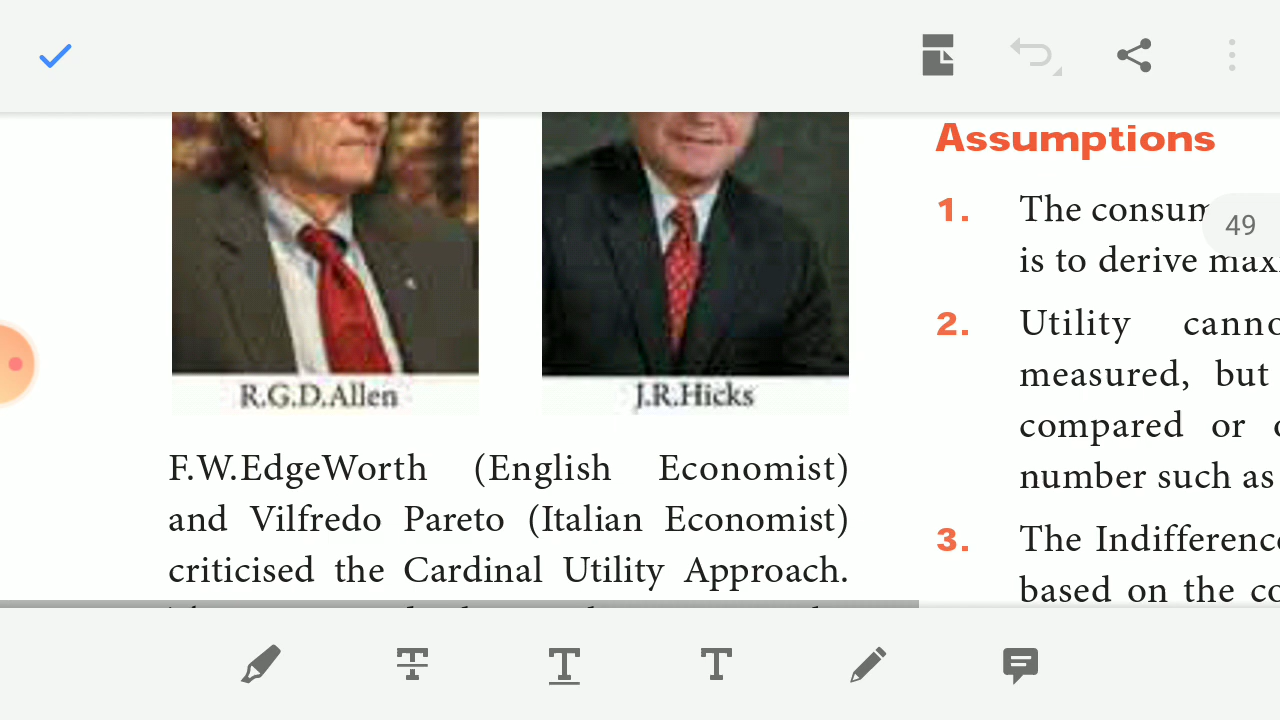 49
R.G.D.Allen
J.R.Hicks
F.W.EdgeWorth (English Economist)
and Vilfredo Pareto (Italian Economist)
criticised the Cardinal Utility Approach.
Assumptions
1. The consum
is to derive max
2. Utility canno
measured, but
compared or
number such as
3. The Indifference
based on the co